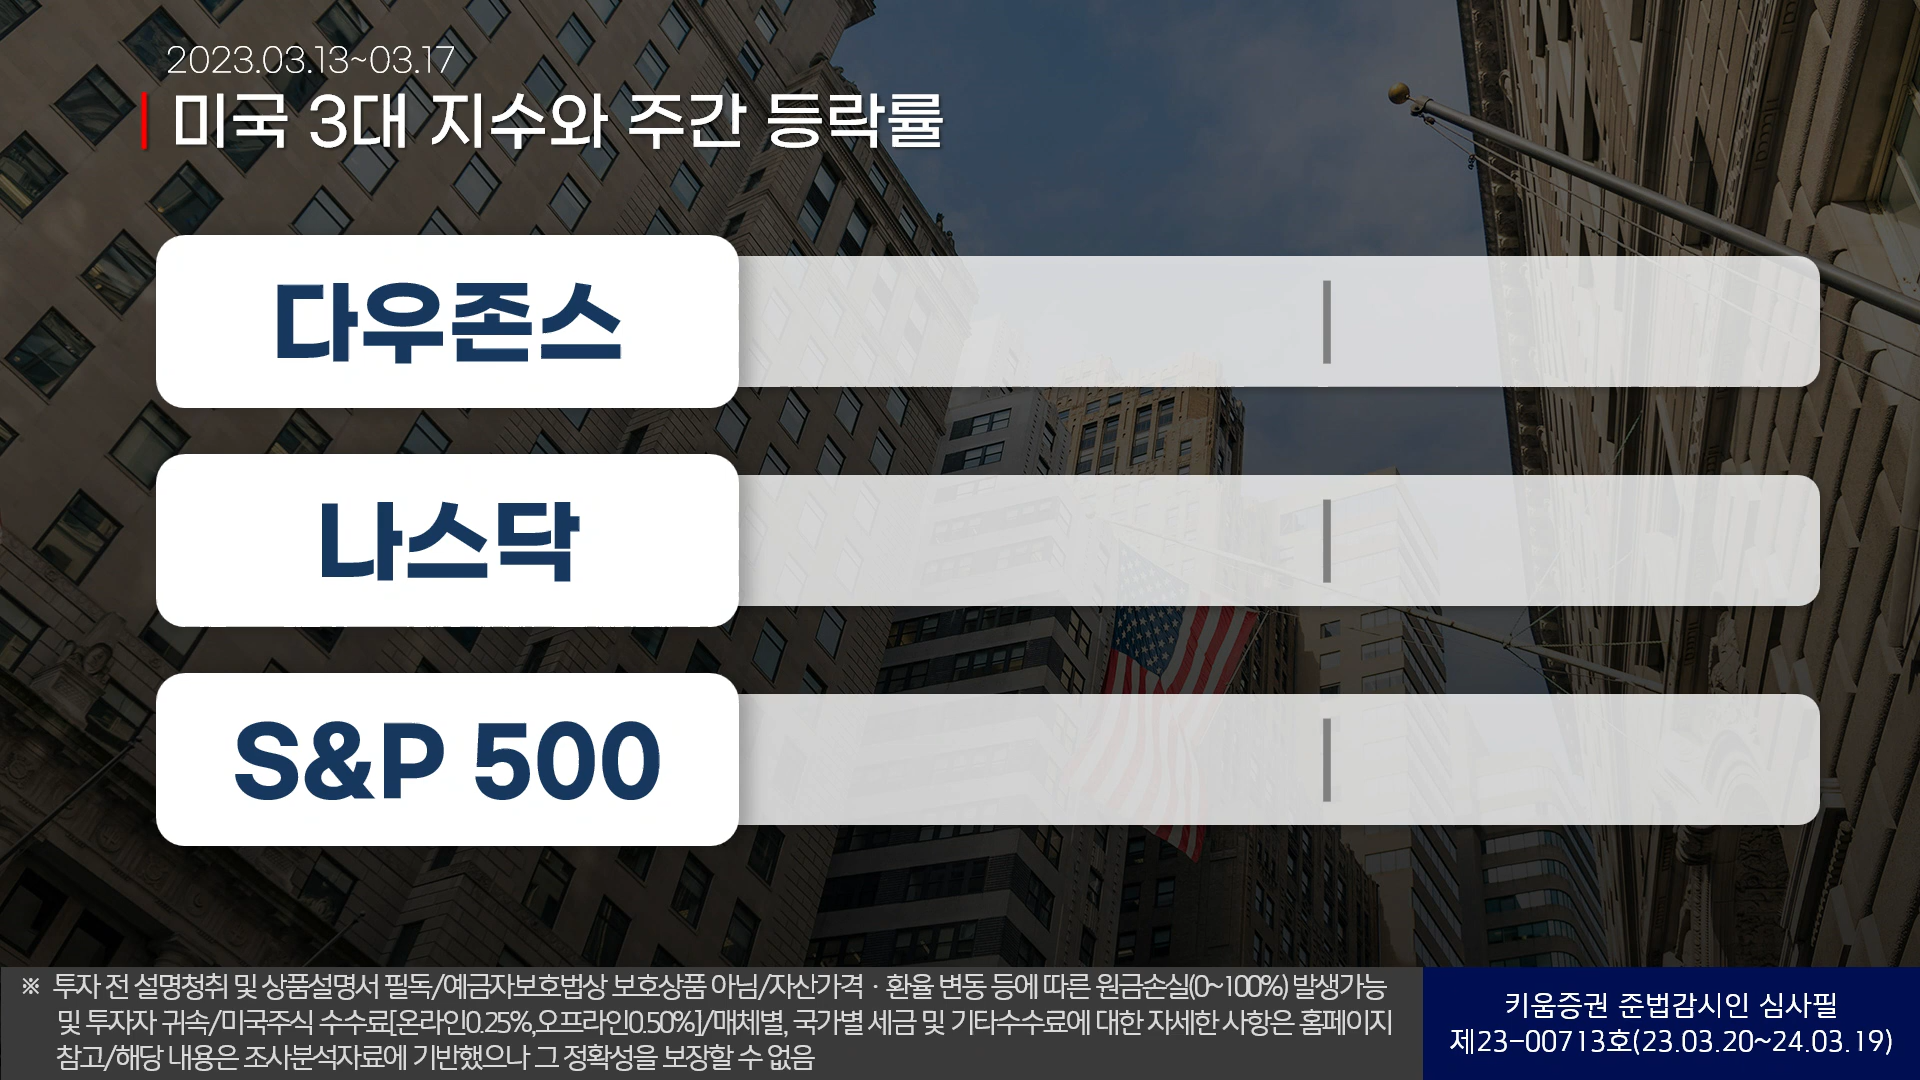 2023.03.13~03.17
미국 3대 지수와 주간 등락률
다우존스
나스닥
S&P 500
※ 투자 전 설명청취 및 상품설명서 필독/예금자보호법상 보호상품 아님/자산가격 · 환율 변동 등에 따른 원금손실(0~100%) 발생가능
및 투자자 귀속/미국주식 수수료[온라인0.25%,오프라인0.50%]/매체별, 국가별 세금 및 기타수수료에 대한 자세한 사항은 홈페이지
참고/해당 내용은 조사분석자료에 기반했으나 그 정확성을 보장할 수 없음
키움증권 준법감시인 심사필
제23-00713호(23.03.20~24.03.19)